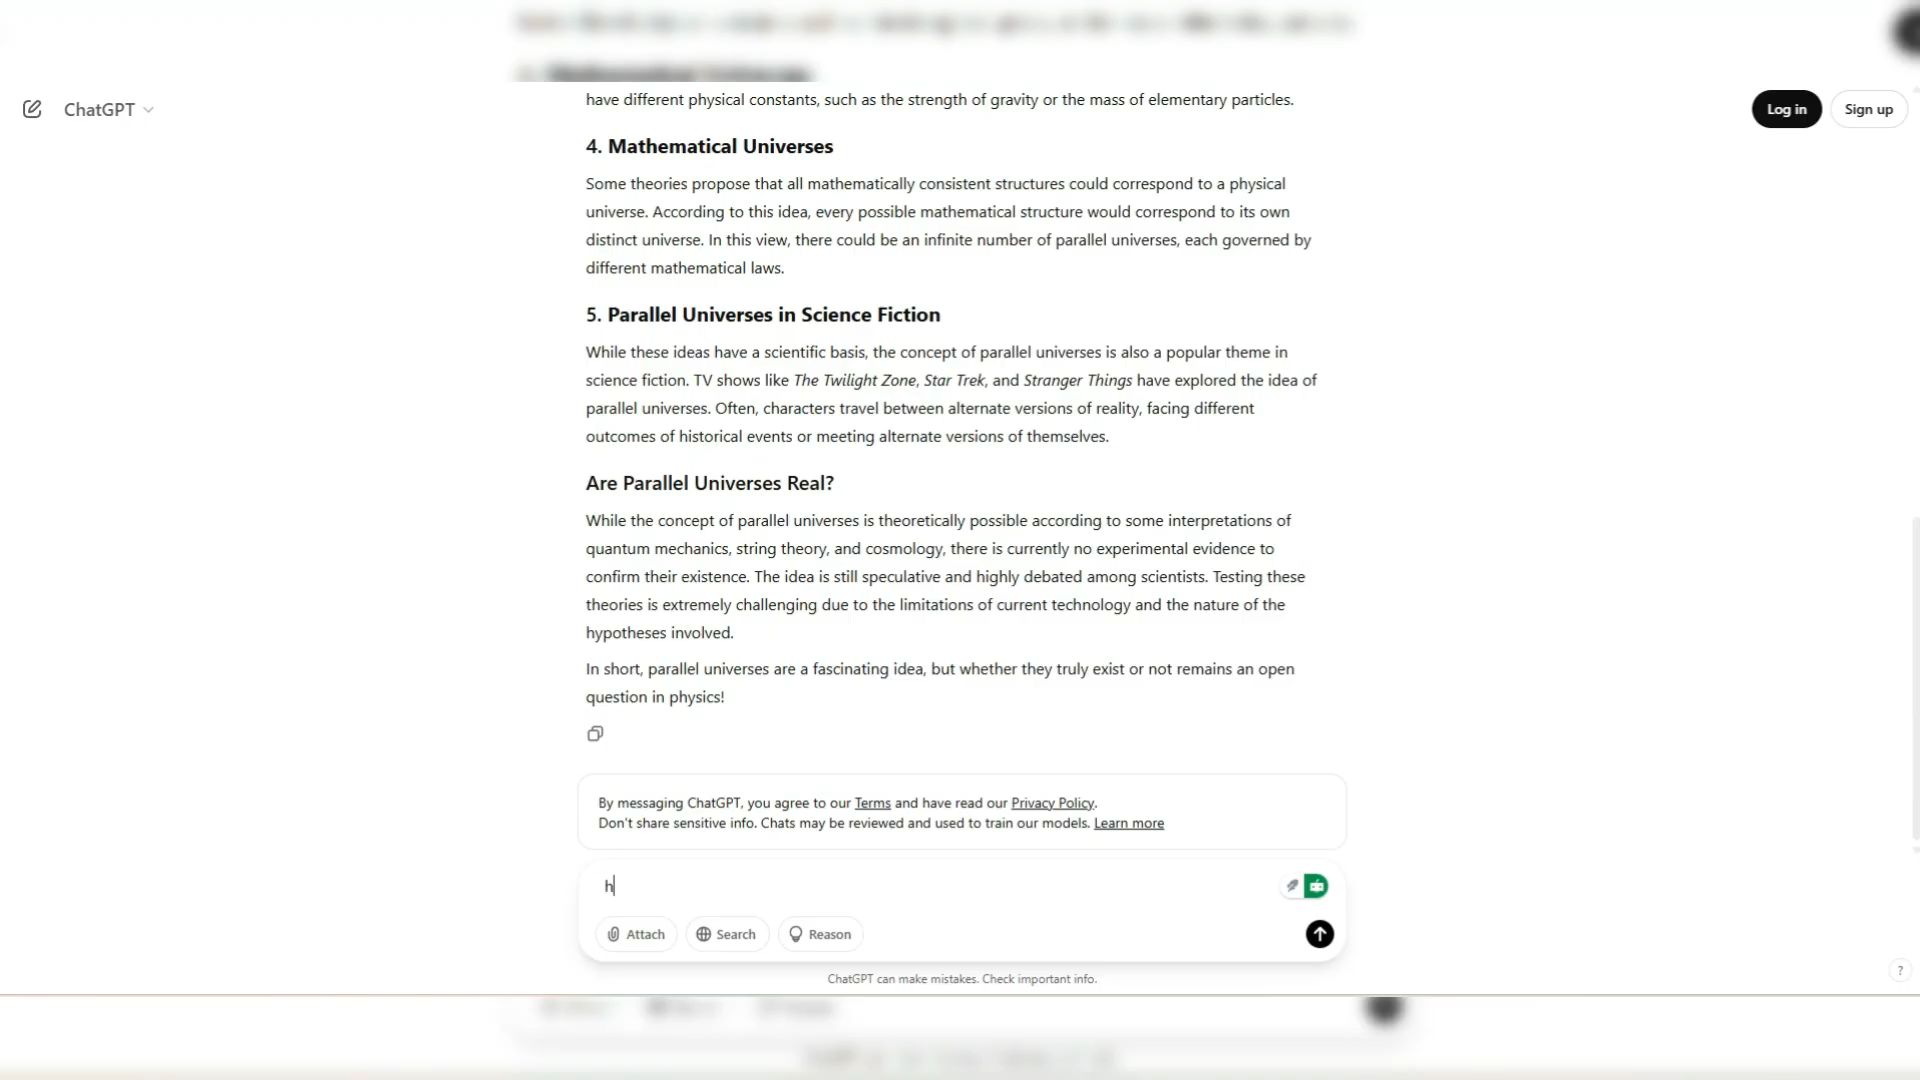 ChatGPT
Log in
Sign up
have different physical constants, such as the strength of gravity or the mass of elementary particles.
4. Mathematical Universes
Some theories propose that all mathematically consistent structures could correspond to a physical
universe. According to this idea, every possible mathematical structure would correspond to its own
distinct universe. In this view, there could be an infinite number of parallel universes, each governed by
different mathematical laws.
5. Parallel Universes in Science Fiction
While these ideas have a scientific basis, the concept of parallel universes is also a popular theme in
science fiction. TV shows like The Twilight Zone, Star Trek, and Stranger Things have explored the idea of
parallel universes. Often, characters travel between alternate versions of reality, facing different
outcomes of historical events or meeting alternate versions of themselves.
Are Parallel Universes Real?
While the concept of parallel universes is theoretically possible according to some interpretations of
quantum mechanics, string theory, and cosmology, there is currently no experimental evidence to
confirm their existence. The idea is still speculative and highly debated among scientists. Testing these
theories is extremely challenging due to the limitations of current technology and the nature of the
hypotheses involved.
In short, parallel universes are a fascinating idea, but whether they truly exist or not remains an open
question in physics!
By messaging ChatGPT, you agree to our Terms and have read our Privacy Policy.
Don't share sensitive info. Chats may be reviewed and used to train our models. Learn more
h
Attach
Search
Reason
ChatGPT can make mistakes. Check important info.
?